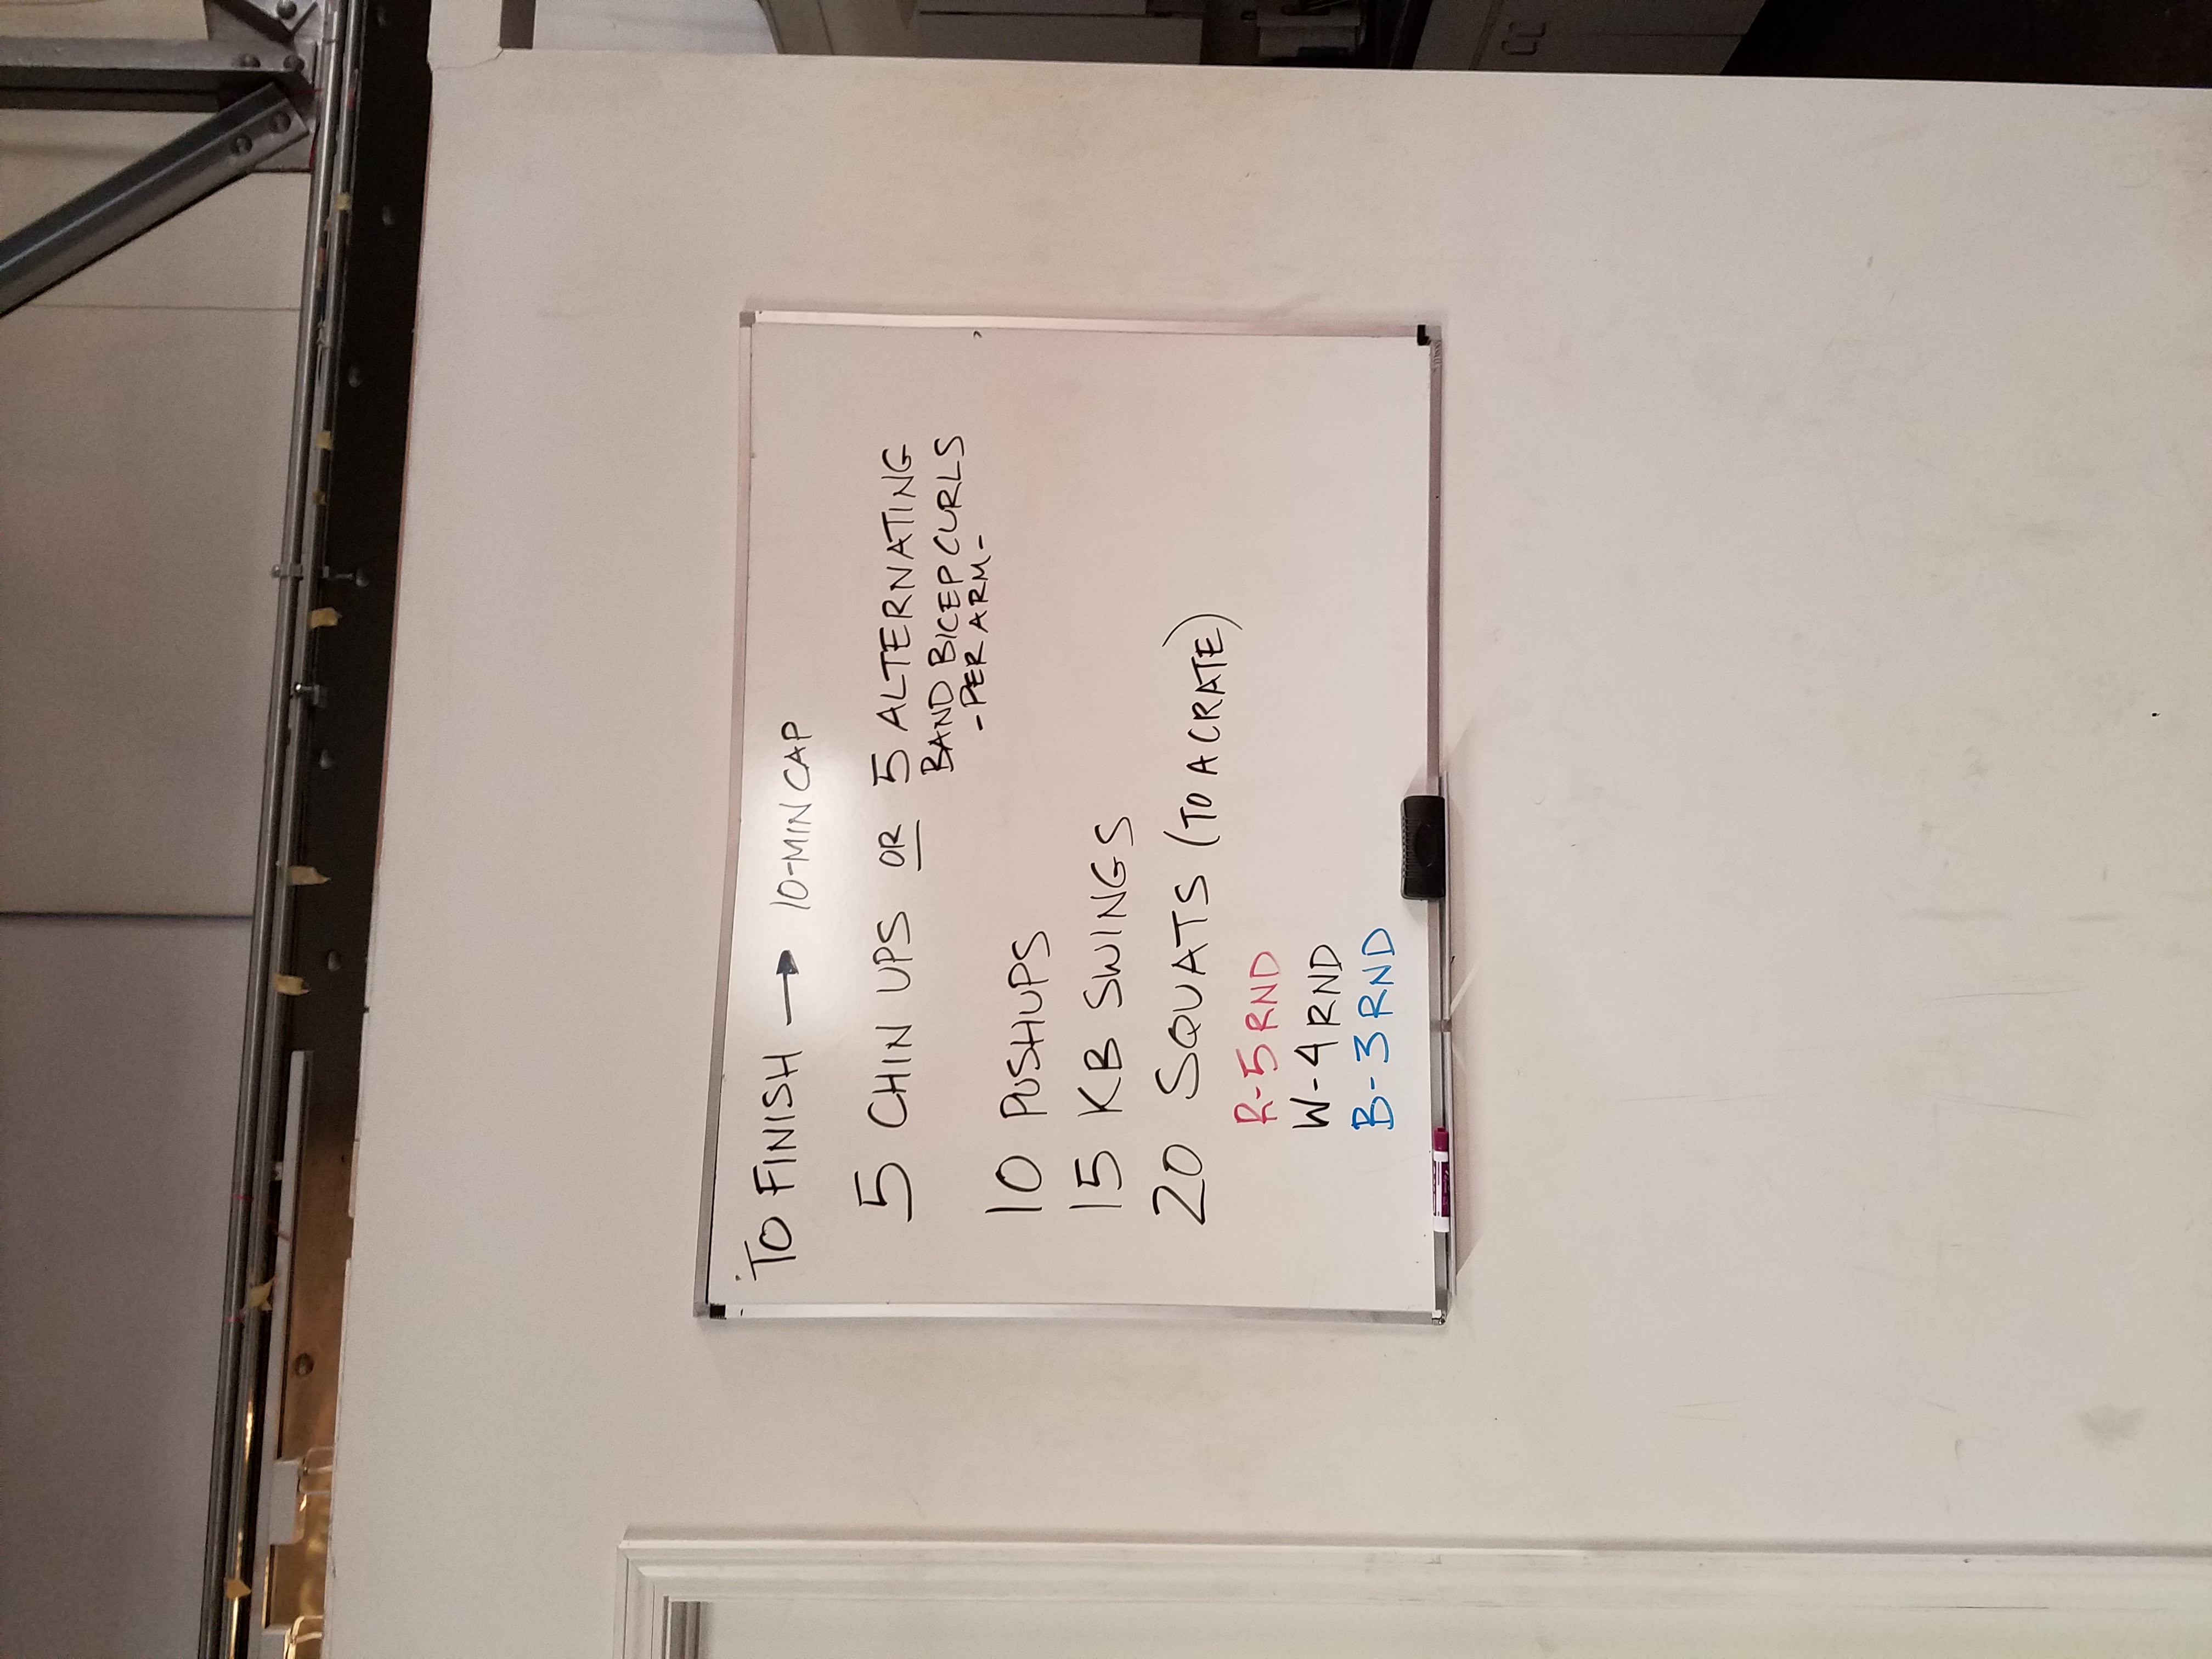 TO FINISH → 10-MIN CAP
5 CHIN UPS OR 5 ALTERNATING
BAND BICEP CURLS
-PER ARM-
10 PUSHUPS
15 KB SWINGS
20 SQUATS (TO A CRATE)
R-5 RND
W-4 RND
B-3 RND